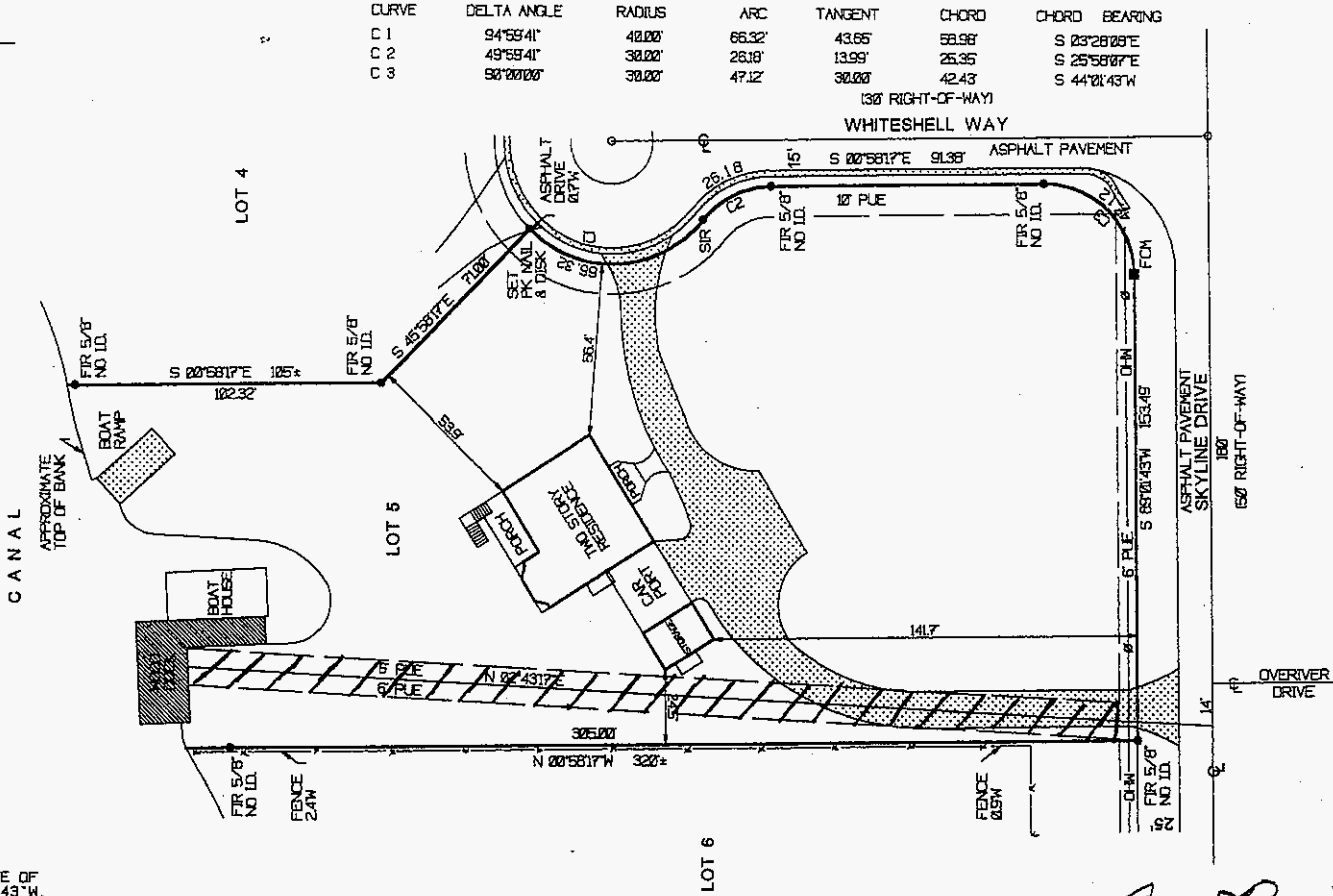 CURVE DELTA ANGLE RADIUS ARC TANGENT CHORD CHORD BEARING
C 1 94°59'41" 40.00' 66.32' 43.65' 58.98' S 03°28'08"E
C 2 49°59'41" 30.00' 26.18' 13.99' 25.35' S 25°58'07"E
C 3 90°00'00" 30.00' 47.12' 30.00' 42.43' S 44°01'43"W
(30' RIGHT-OF-WAY)
WHITESHELL WAY
ASPHALT PAVEMENT
S 00°58'17"E 91.38'
15'
26.18
C2
10' PUE
ASPHALT
DRIVE
0.7'W
LOT 4
C1
66.32
SIR
FIR 5/8"
NO I.D.
FIR 5/8"
NO I.D.
C3
FCM
SET
PK NAIL
& DISK
S 45°58'17"E 71.00'
FIR 5/8"
NO I.D.
FIR 5/8"
NO I.D.
S 00°58'17"E 105'±
102.32'
56.4'
53.5'
BOAT
RAMP
APPROXIMATE
TOP OF BANK
CANAL
LOT 5
PORCH
TWO STORY
RESIDENCE
PORCH
CAR
PORT
STORAGE
BOAT
HOUSE
OHW
6' PUE
S 89°01'43"W 153.49'
ASPHALT PAVEMENT
SKYLINE DRIVE
180'
(50' RIGHT-OF-WAY)
141.7'
6' PUE
6' PUE
N 02°43'17"E
305.00'
N 00°58'17"W 320'±
FIR 5/8"
NO I.D.
FENCE
2.4'W
FENCE
0.9'W
OHW
FIR 5/8"
NO I.D.
25'
14'
OVERIVER
DRIVE
LOT 6
E OF
43"W.